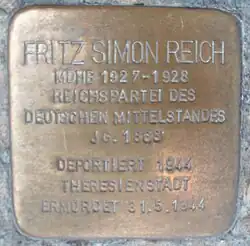 FRITZ SIMON REICH
MDHB 1927-1928
REICHSPARTEI DES
DEUTSCHEN MITTELSTANDES
JG. 1868
DEPORTIERT 1944
THERESIENSTADT
ERMORDET 31.5.1944